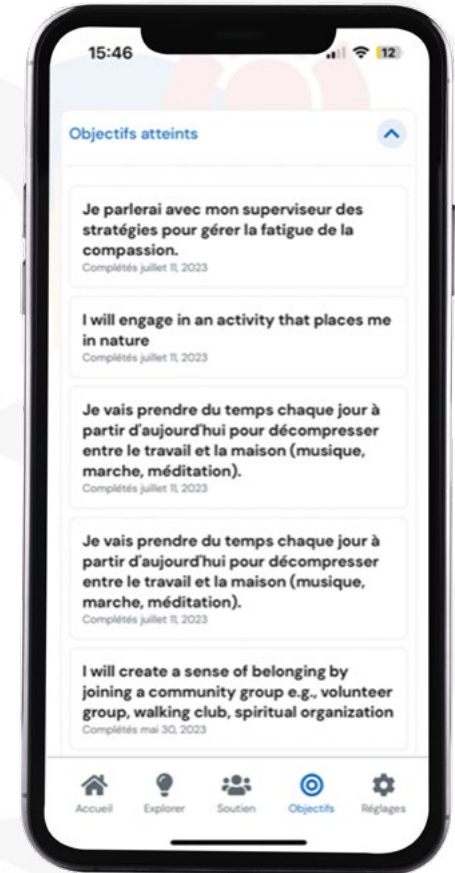 15:46
12
Objectifs atteints
Je parlerai avec mon superviseur des
stratégies pour gérer la fatigue de la
compassion.
Complétés juillet 11, 2023
I will engage in an activity that places me
in nature
Complétés juillet 11, 2023
Je vais prendre du temps chaque jour à
partir d'aujourd'hui pour décompresser
entre le travail et la maison (musique,
marche, méditation).
Complétés juillet 11, 2023
Je vais prendre du temps chaque jour à
partir d'aujourd'hui pour décompresser
entre le travail et la maison (musique,
marche, méditation).
Complétés juillet 11, 2023
I will create a sense of belonging by
joining a community group e.g., volunteer
group, walking club, spiritual organization
Complétés mai 30, 2023
Accueil Explorer Soutien Objectifs Réglages